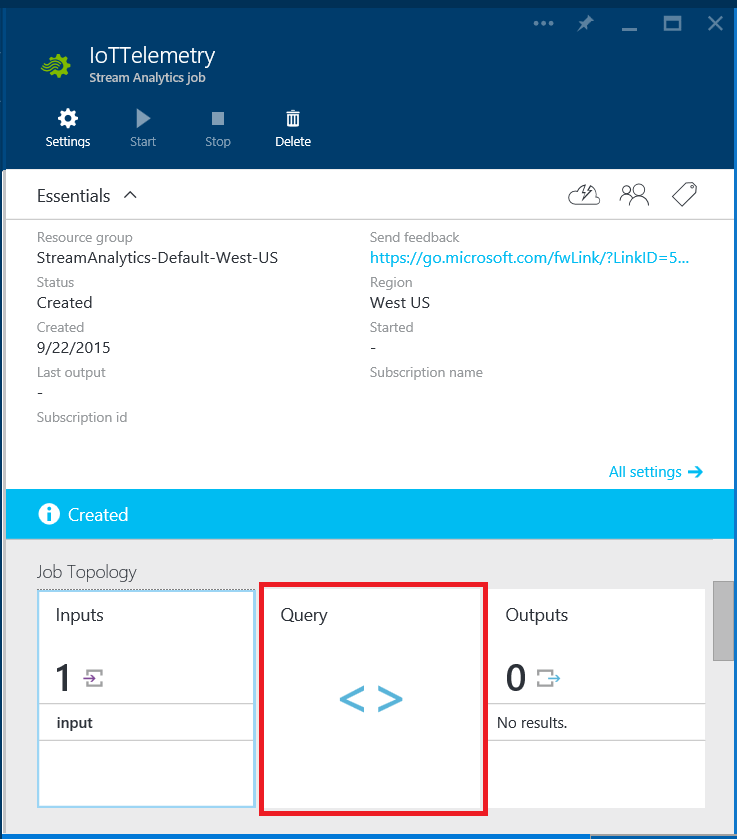 IoTTelemetry
Stream Analytics job
Settings
Start
Stop
Delete
Essentials
Resource group
StreamAnalytics-Default-West-US
Send feedback
https://go.microsoft.com/fwLink/?LinkID=5...
Status
Created
Region
West US
Created
9/22/2015
Started
-
Last output
-
Subscription name
Subscription id
All settings
Created
Job Topology
Inputs
1
input
Query
< >
Outputs
0
No results.